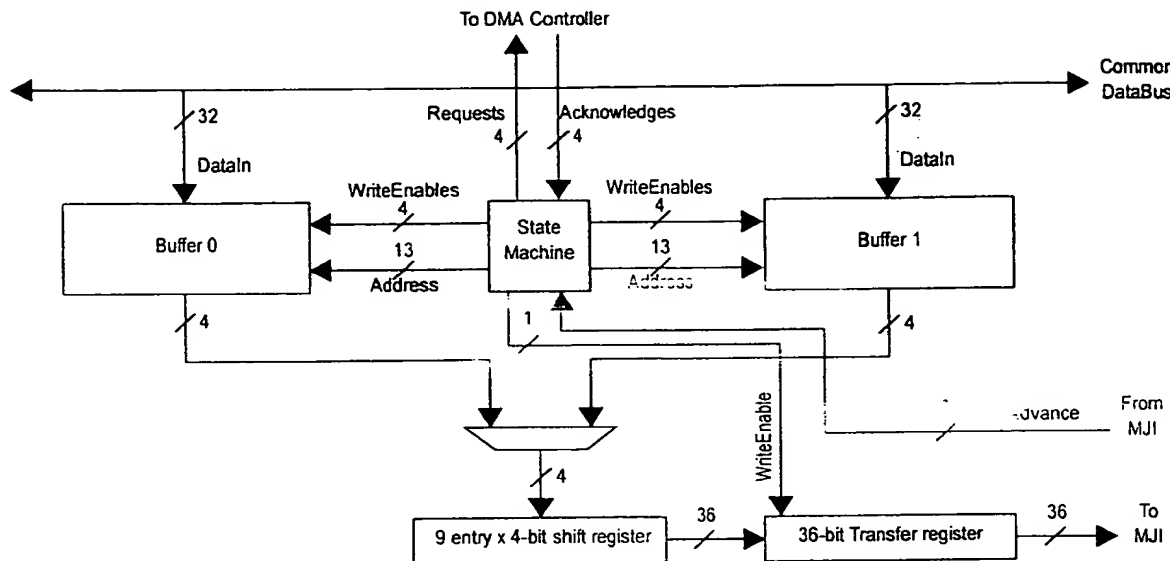 To DMA Controller
Common
DataBus
32
Requests
Acknowledges
32
4
4
DataIn
DataIn
WriteEnables
WriteEnables
4
4
State
Machine
Buffer 0
Buffer 1
13
13
Address
Address
4
1
4
From
MJI
WriteEnable
4
9 entry x 4-bit shift register
36
36-bit Transfer register
36
To
MJI